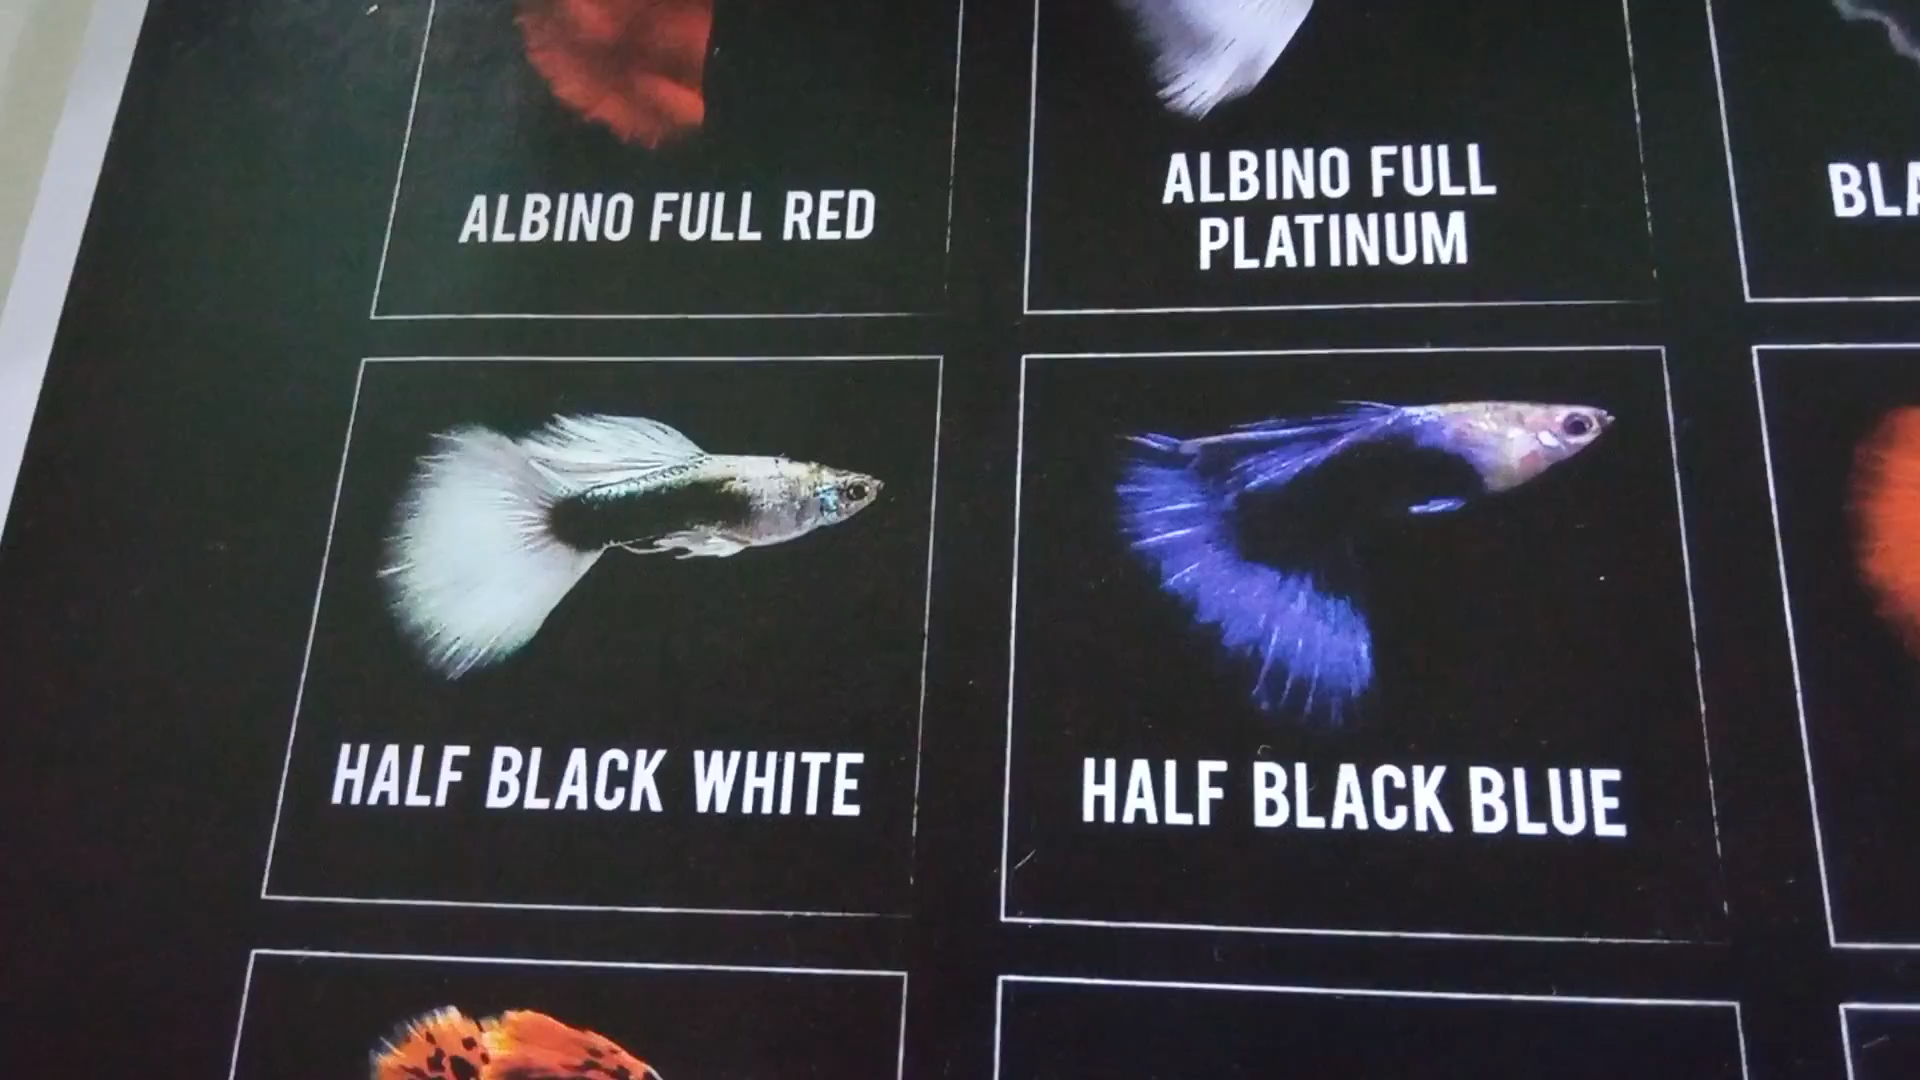 ALBINO FULL RED
ALBINO FULL
PLATINUM
HALF BLACK WHITE
HALF BLACK BLUE